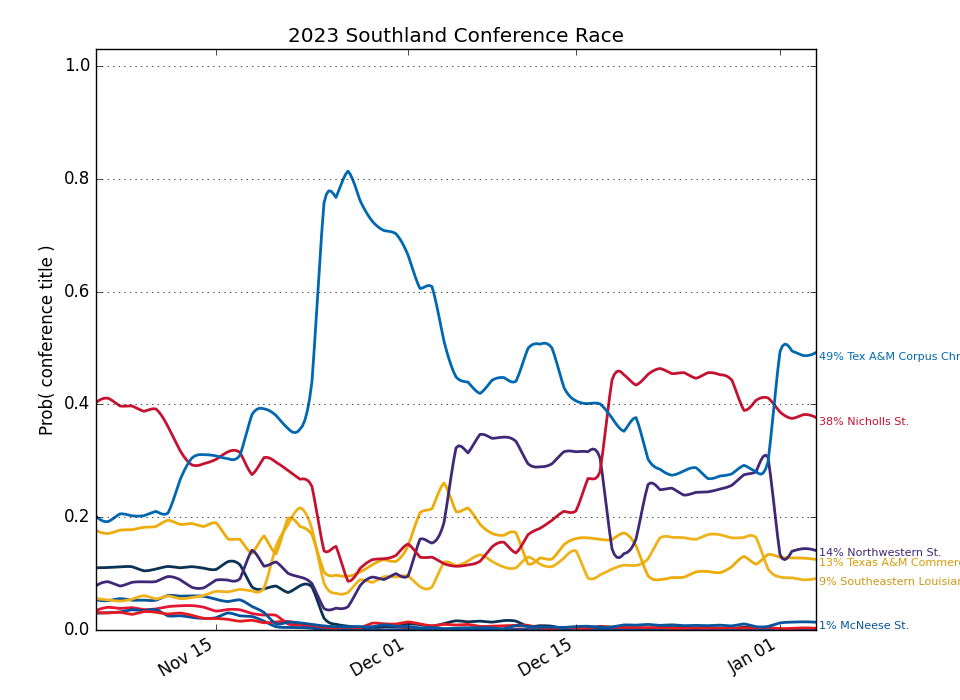 2023 Southland Conference Race
Prob( conference title )
1.0
0.8
0.6
0.4
0.2
0.0
Nov 15
Dec 01
Dec 15
Jan 01
49% Tex A&M Corpus Chr
38% Nicholls St.
14% Northwestern St.
13% Texas A&M Commerc
9% Southeastern Louisian
1% McNeese St.